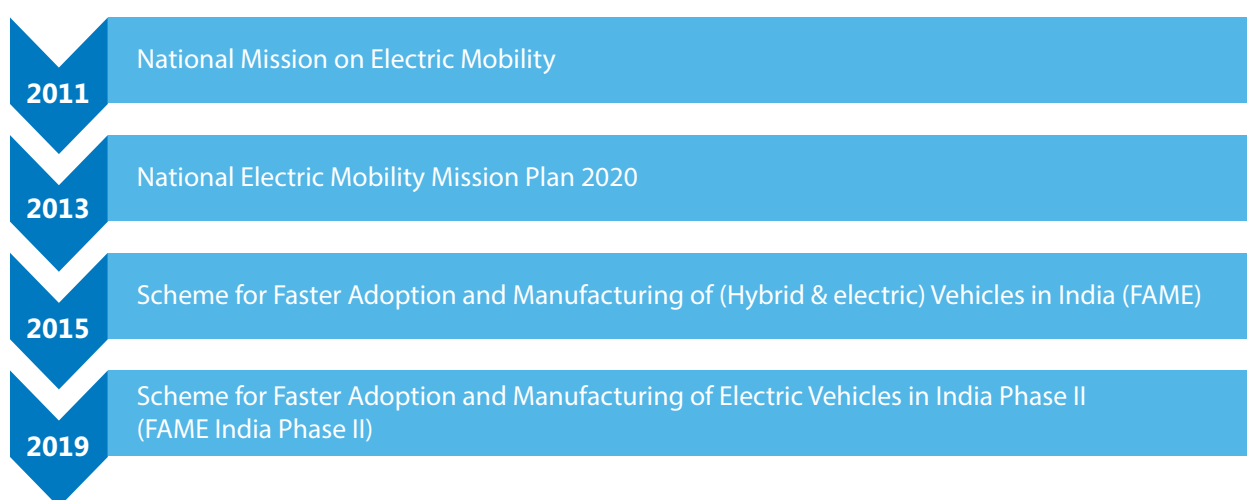 National Mission on Electric Mobility
2011
National Electric Mobility Mission Plan 2020
2013
Scheme for Faster Adoption and Manufacturing of (Hybrid & electric) Vehicles in India (FAME)
2015
Scheme for Faster Adoption and Manufacturing of Electric Vehicles in India Phase II
(FAME India Phase II)
2019